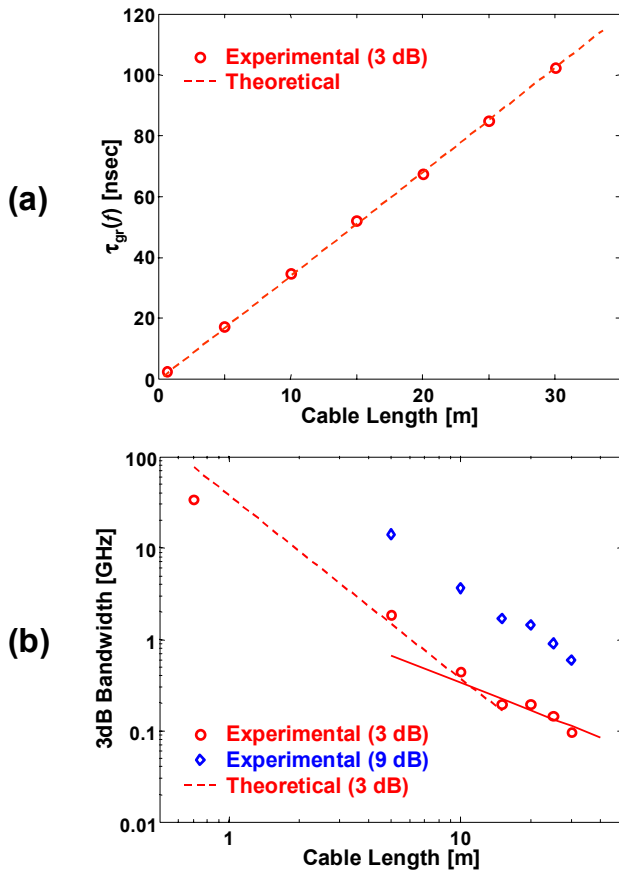 (a)
120
100
80
60
40
20
0
τgr(f) [nsec]
Experimental (3 dB)
Theoretical
0 10 20 30
Cable Length [m]
(b)
100
10
1
0.1
0.01
3dB Bandwidth [GHz]
Experimental (3 dB)
Experimental (9 dB)
Theoretical (3 dB)
1 10
Cable Length [m]